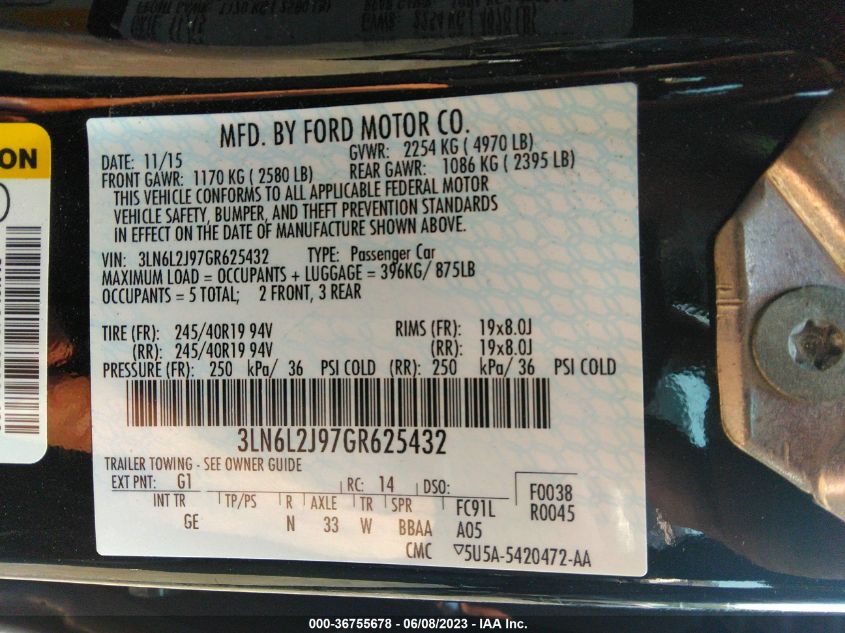 MFD. BY FORD MOTOR CO.
DATE: 11/15 GVWR: 2254 KG ( 4970 LB)
FRONT GAWR: 1170 KG ( 2580 LB) REAR GAWR: 1086 KG ( 2395 LB)
THIS VEHICLE CONFORMS TO ALL APPLICABLE FEDERAL MOTOR
VEHICLE SAFETY, BUMPER, AND THEFT PREVENTION STANDARDS
IN EFFECT ON THE DATE OF MANUFACTURE SHOWN ABOVE.
VIN: 3LN6L2J97GR625432 TYPE: Passenger Car
MAXIMUM LOAD = OCCUPANTS + LUGGAGE = 396KG/ 875LB
OCCUPANTS = 5 TOTAL; 2 FRONT, 3 REAR
TIRE (FR): 245/40R19 94V RIMS (FR): 19x8.0J
(RR): 245/40R19 94V (RR): 19x8.0J
PRESSURE (FR): 250 kPa/ 36 PSI COLD (RR): 250 kPa/ 36 PSI COLD
3LN6L2J97GR625432
TRAILER TOWING - SEE OWNER GUIDE
EXT PNT: G1 RC: 14 DSO: F0038
INT TR TP/PS R AXLE TR SPR FC91L R0045
GE N 33 W BBAA A05
CMC ▽5U5A-5420472-AA
ON
000-36755678 - 06/08/2023 - IAA Inc.